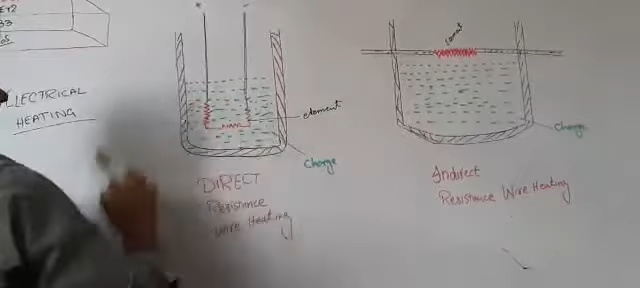 ELECTRICAL
HEATING
element
Charge
DIRECT
Resistance
Wire Heating
Charge
Indirect
Resistance Wire Heating